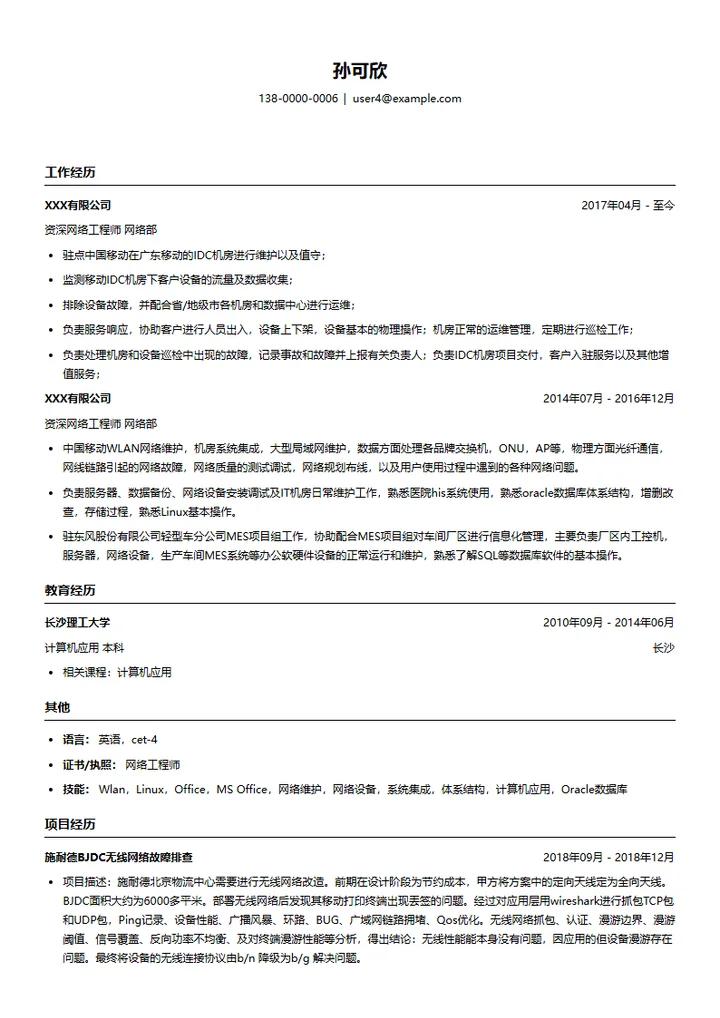 孙可欣
138-0000-0006 | user4@example.com
工作经历
XXX有限公司 2017年04月 - 至今
资深网络工程师 网络部
• 驻点中国移动在广东移动的IDC机房进行维护以及值守；
• 监测移动IDC机房下客户设备的流量及数据收集；
• 排除设备故障，并配合省/地级市各机房和数据中心进行运维；
• 负责服务响应，协助客户进行人员出入，设备上下架，设备基本的物理操作；机房正常的运维管理，定期进行巡检工作；
• 负责处理机房和设备巡检中出现的故障，记录事故和故障并上报有关负责人；负责IDC机房项目交付，客户入驻服务以及其他增
值服务；
XXX有限公司 2014年07月 - 2016年12月
资深网络工程师 网络部
• 中国移动WLAN网络维护，机房系统集成，大型局域网维护，数据方面处理各品牌交换机，ONU，AP等，物理方面光纤通信，
网线链路引起的网络故障，网络质量的测试调试，网络规划布线，以及用户使用过程中遇到的各种网络问题。
• 负责服务器、数据备份、网络设备安装调试及IT机房日常维护工作，熟悉医院his系统使用，熟悉oracle数据库体系结构，增删改
查，存储过程，熟悉Linux基本操作。
• 驻东风股份有限公司轻型车分公司MES项目组工作，协助配合MES项目组对车间厂区进行信息化管理，主要负责厂区内工控机，
服务器，网络设备，生产车间MES系统等办公软硬件设备的正常运行和维护，熟悉了解SQL等数据库软件的基本操作。
教育经历
长沙理工大学 2010年09月 - 2014年06月
计算机应用 本科 长沙
• 相关课程：计算机应用
其他
• 语言： 英语，cet-4
• 证书/执照： 网络工程师
• 技能： Wlan，Linux，Office，MS Office，网络维护，网络设备，系统集成，体系结构，计算机应用，Oracle数据库
项目经历
施耐德BJDC无线网络故障排查 2018年09月 - 2018年12月
• 项目描述：施耐德北京物流中心需要进行无线网络改造。前期在设计阶段为节约成本，甲方将方案中的定向天线定为全向天线。
BJDC面积大约为6000多平米。部署无线网络后发现其移动打印终端出现丢签的问题。经过对应用层用wireshark进行抓包TCP包
和UDP包，Ping记录、设备性能、广播风暴、环路、BUG、广域网链路拥堵、Qos优化。无线网络抓包、认证、漫游边界、漫游
阈值、信号覆盖、反向功率不均衡、及对终端漫游性能等分析，得出结论：无线性能能本身没有问题，因应用的但设备漫游存在
问题。最终将设备的无线连接协议由b/n 降级为b/g 解决问题。